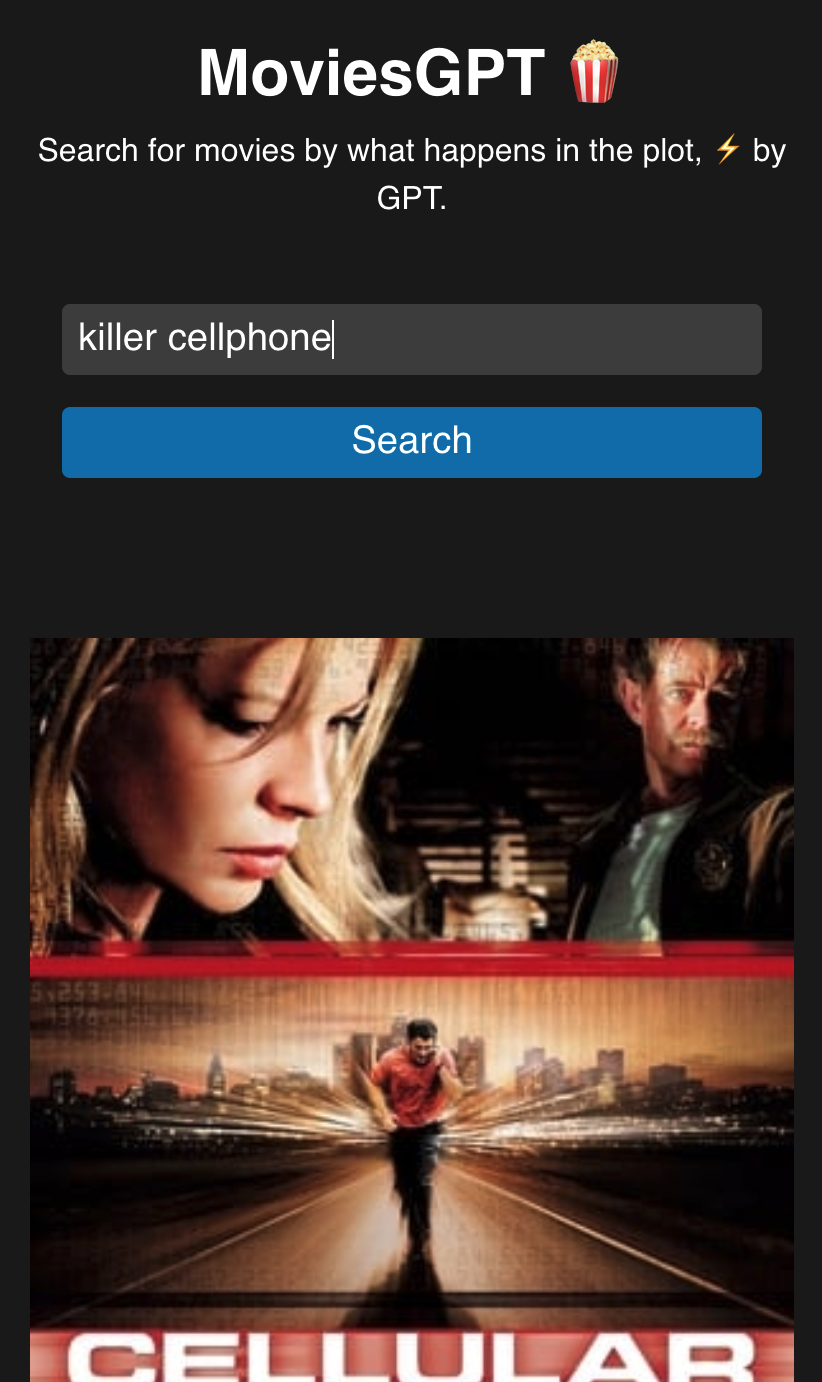 MoviesGPT 🍿
Search for movies by what happens in the plot, ⚡ by
GPT.
killer cellphone
Search
CELLULAR